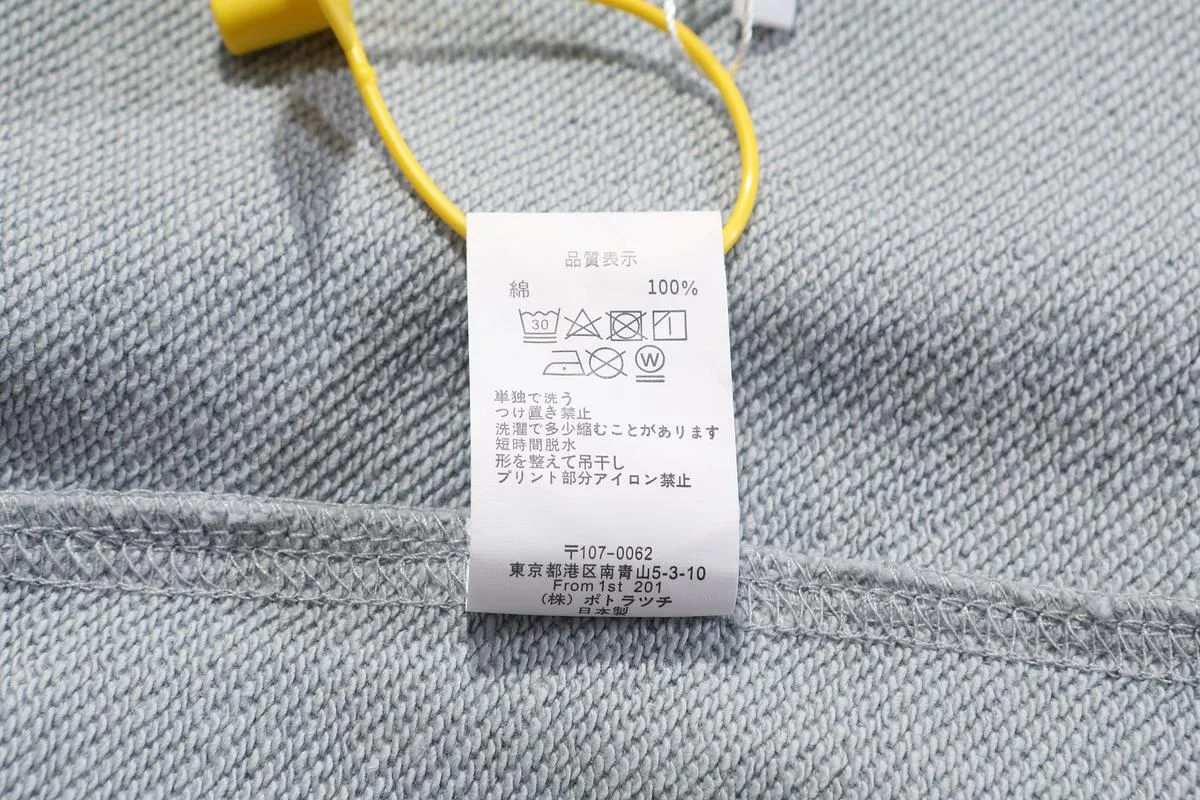 品質表示
綿 100%
30
W
単独で洗う
つけ置き禁止
洗濯で多少縮むことがあります
短時間脱水
形を整えて吊干し
プリント部分アイロン禁止
〒107-0062
東京都港区南青山5-3-10
From1st 201
（株）ポトラツチ
日本製